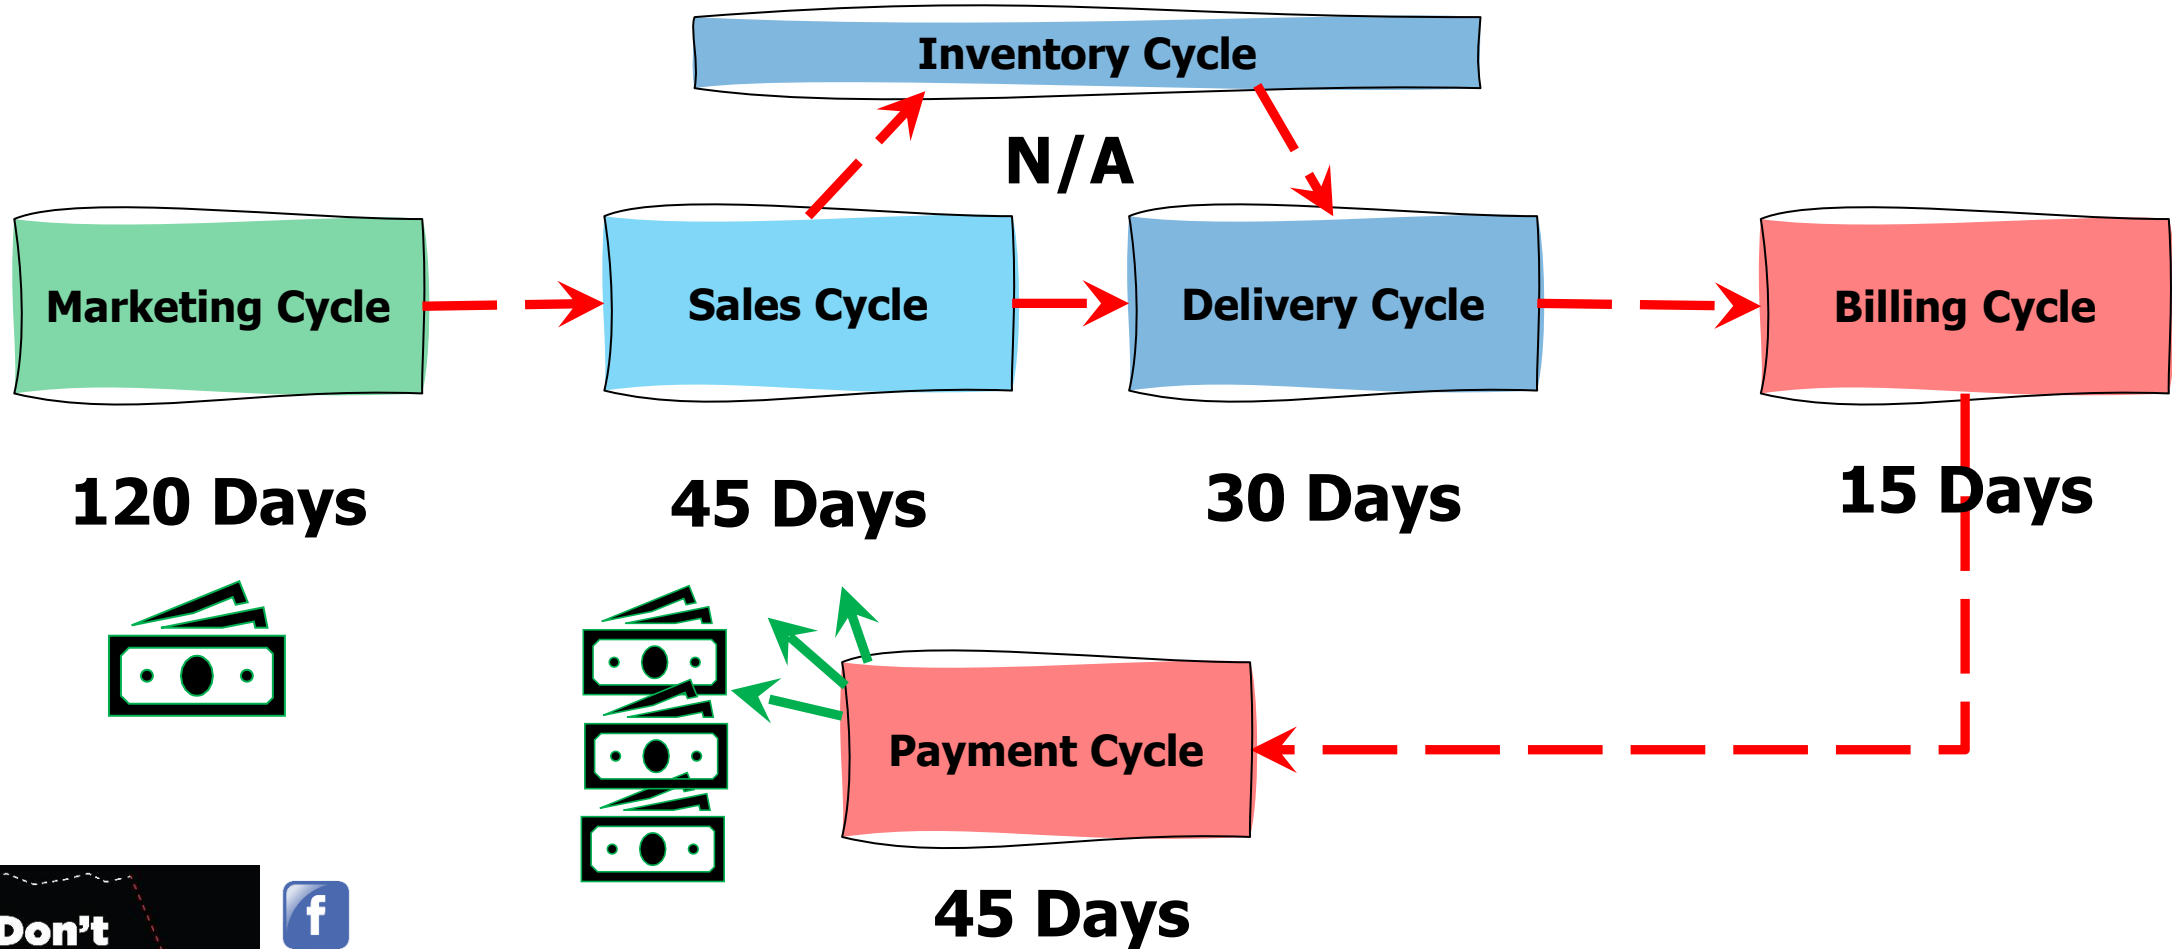 Inventory Cycle
N/A
Marketing Cycle
Sales Cycle
Delivery Cycle
Billing Cycle
120 Days
45 Days
30 Days
15 Days
Payment Cycle
45 Days
Don't
f